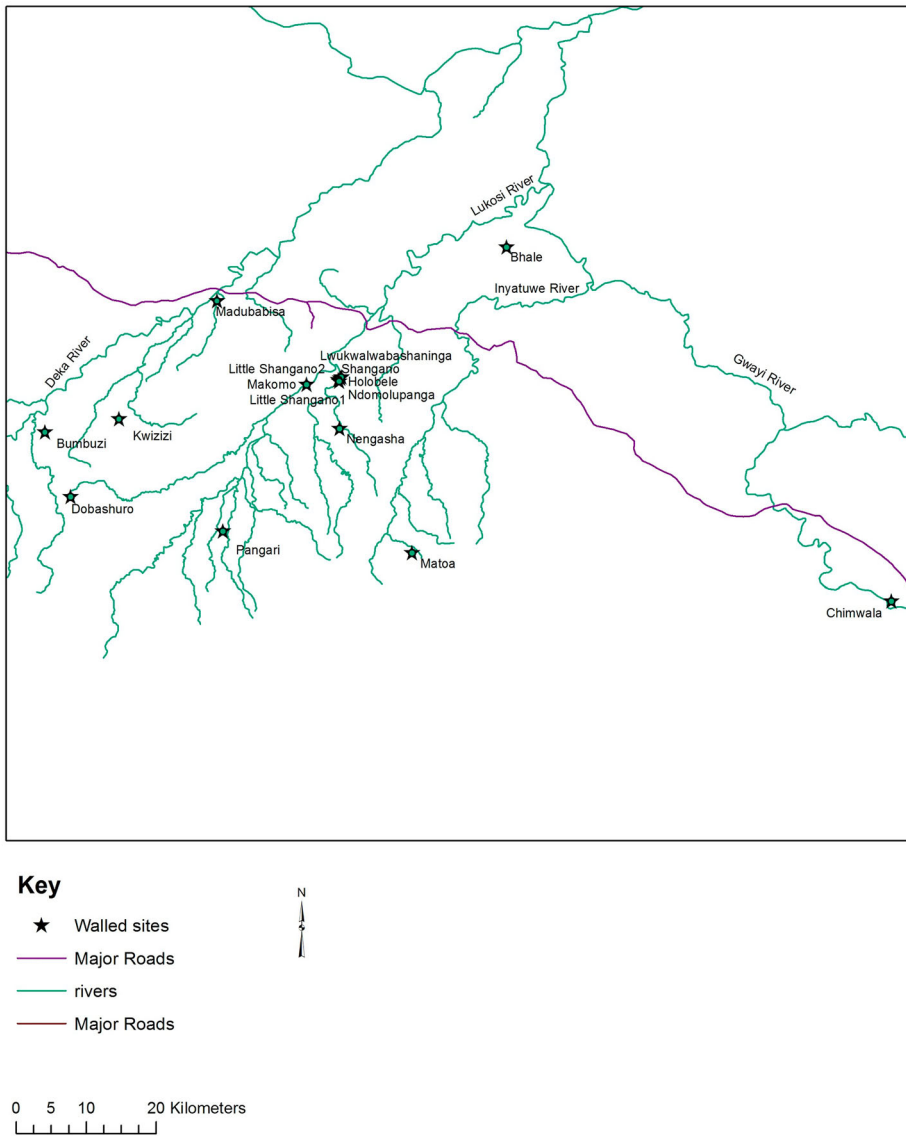 Lukosi River
Bhale
Inyatuwe River
Madubabisa
Deka River
Lwukwalwabashaninga
Little Shangano2
Shangano
Gwayi River
Makomo
Holobele
Little Shangano1
Ndomolupanga
Bumbuzi
Kwizizi
Nengasha
Dobashuro
Pangari
Matoa
Chimwala
Key
N
Walled sites
Major Roads
rivers
Major Roads
0 5 10 20 Kilometers